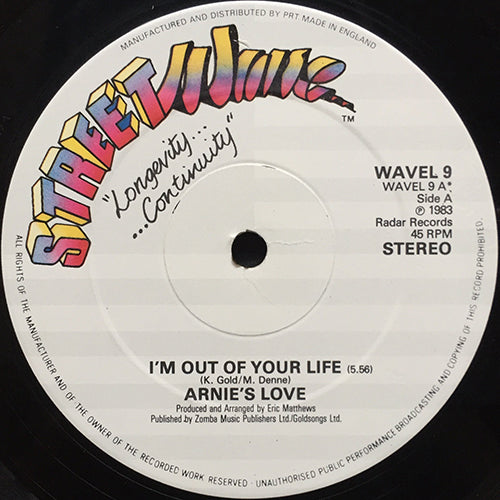 MANUFACTURED AND DISTRIBUTED BY PRT MADE IN ENGLAND
STREET Wave
TM
"Longevity...
...Continuity"
WAVEL 9
WAVEL 9 A*
Side A
℗ 1983
Radar Records
45 RPM
STEREO
I'M OUT OF YOUR LIFE (5.56)
(K. Gold/M. Denne)
ARNIE'S LOVE
Produced and Arranged by Eric Matthews
Published by Zomba Music Publishers Ltd./Goldsongs Ltd.
ALL RIGHTS OF THE MANUFACTURER AND OF THE OWNER OF THE RECORDED WORK RESERVED · UNAUTHORISED PUBLIC PERFORMANCE BROADCASTING AND COPYING OF THIS RECORD PROHIBITED.